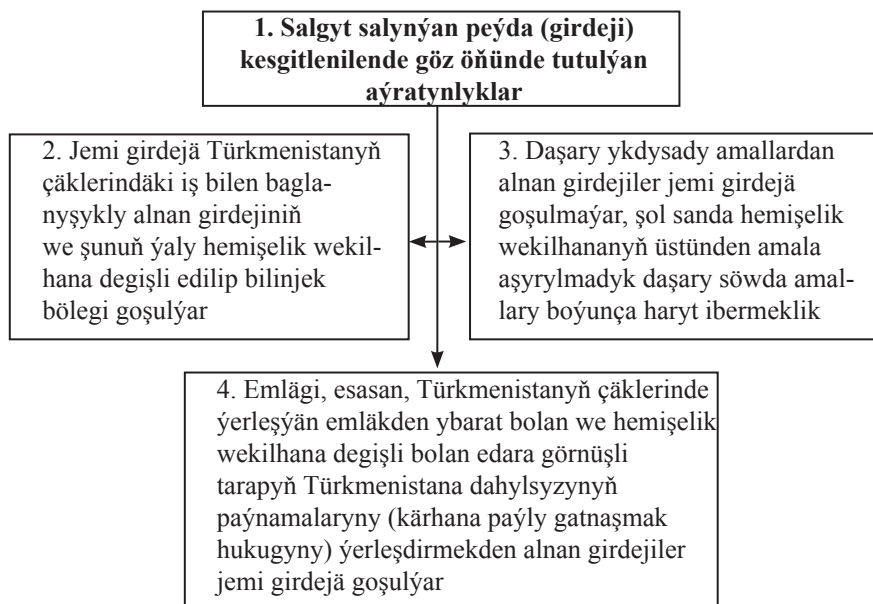 1. Salgyt salynýan peýda (girdeji)
kesgitlenilende göz öňünde tutulýan
aýratynlyklar
2. Jemi girdejä Türkmenistanyň
çäklerindäki iş bilen bagla-
nyşykly alnan girdejiniň
we şunuň ýaly hemişelik wekil-
hana degişli edilip bilinjek
bölegi goşulýar
3. Daşary ykdysady amallardan
alnan girdejiler jemi girdejä
goşulmaýar, şol sanda hemişelik
wekilhananyň üstünden amala
aşyrylmadyk daşary söwda amal-
lary boýunça haryt ibermeklik
4. Emlägi, esasan, Türkmenistanyň çäklerinde
ýerleşýän emläkden ybarat bolan we hemişelik
wekilhana degişli bolan edara görnüşli
tarapyň Türkmenistana dahylsyzynyň
paýnamalaryny (kärhana paýly gatnaşmak
hukugyny) ýerleşdirmekden alnan girdejiler
jemi girdejä goşulýar